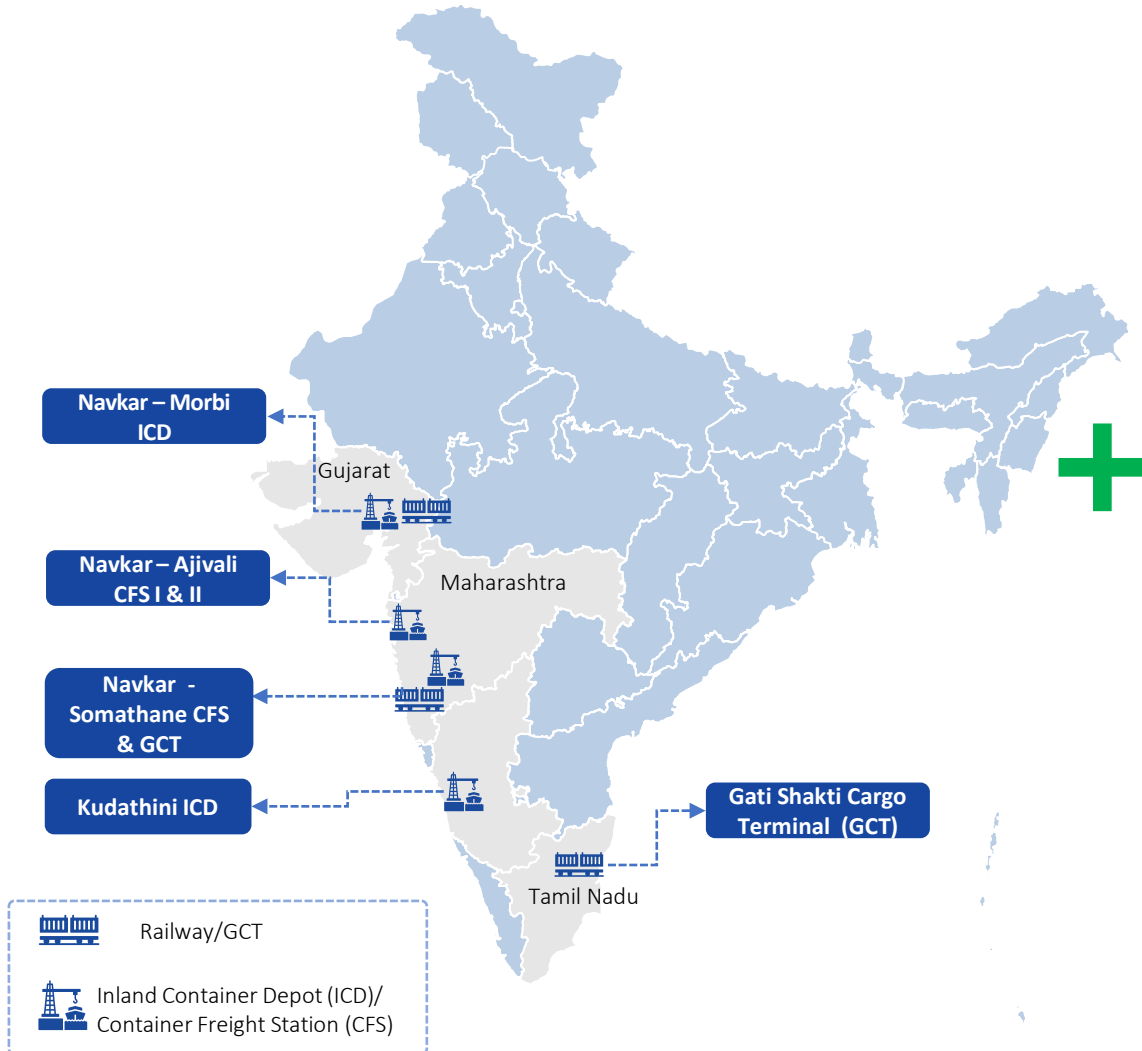 Navkar – Morbi
ICD
Gujarat
Navkar – Ajivali
CFS I & II
Maharashtra
Navkar -
Somathane CFS
& GCT
Kudathini ICD
Gati Shakti Cargo
Terminal (GCT)
Tamil Nadu
Railway/GCT
Inland Container Depot (ICD)/
Container Freight Station (CFS)